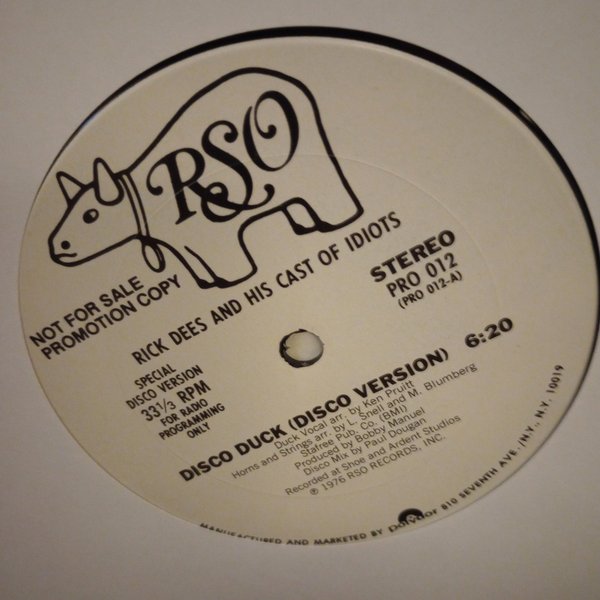 RSO
NOT FOR SALE
PROMOTION COPY
RICK DEES AND HIS CAST OF IDIOTS
STEREO
PRO 012
(PRO 012-A)
SPECIAL
DISCO VERSION
33 1/3 RPM
FOR RADIO
PROGRAMMING
ONLY
DISCO DUCK (DISCO VERSION) 6:20
Duck Vocal arr. by Ken Pruitt
Horns and Strings arr. by L. Snell and M. Blumberg
Stafree Pub. Co. (BMI)
Produced by Bobby Manuel
Disco Mix by Paul Dougan
Recorded at Shoe and Ardent Studios
℗ 1976 RSO RECORDS, INC.
MANUFACTURED AND MARKETED BY polydor 810 SEVENTH AVE., NY., N.Y. 10019